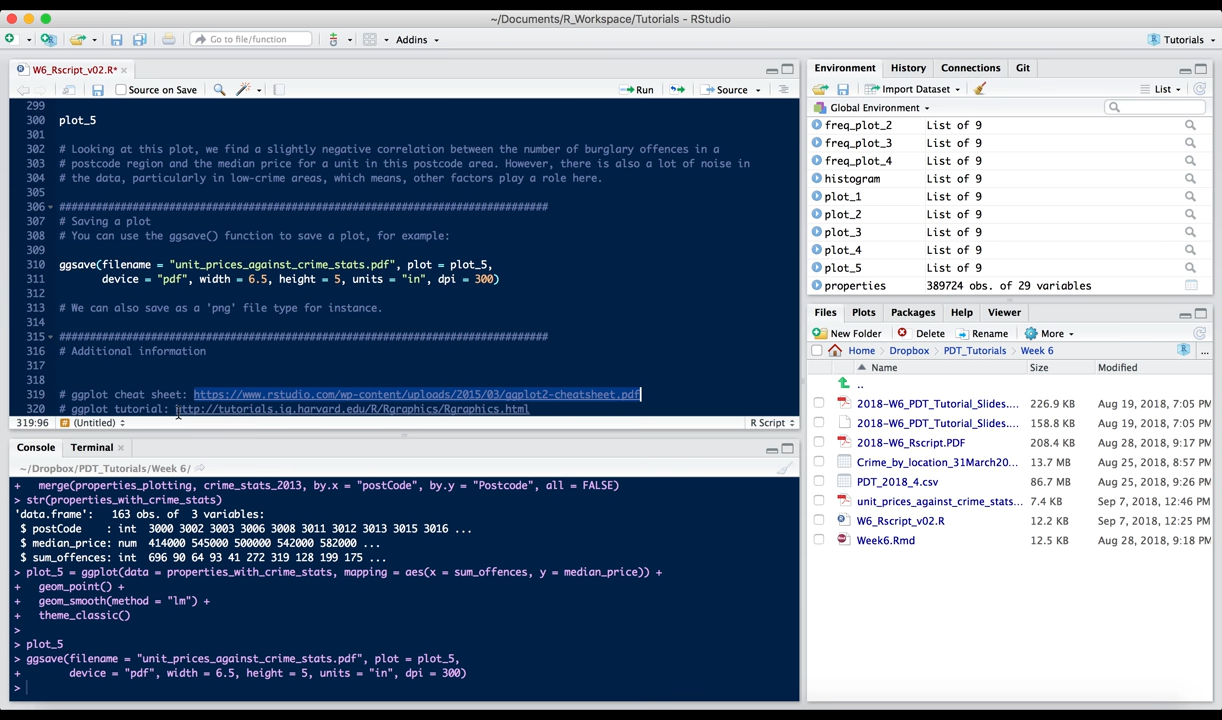 ~/Documents/R_Workspace/Tutorials - RStudio
Go to file/function
Addins
Tutorials
W6_Rscript_v02.R*
Source on Save
Run
Source
299
300 plot_5
301
302 # Looking at this plot, we find a slightly negative correlation between the number of burglary offences in a
303 # postcode region and the median price for a unit in this postcode area. However, there is also a lot of noise in
304 # the data, particularly in low-crime areas, which means, other factors play a role here.
305
306 ################################################################################
307 # Saving a plot
308 # You can use the ggsave() function to save a plot, for example:
309
310 ggsave(filename = "unit_prices_against_crime_stats.pdf", plot = plot_5,
311 device = "pdf", width = 6.5, height = 5, units = "in", dpi = 300)
312
313 # We can also save as a 'png' file type for instance.
314
315 ################################################################################
316 # Additional information
317
318
319 # ggplot cheat sheet: https://www.rstudio.com/wp-content/uploads/2015/03/ggplot2-cheatsheet.pdf
320 # ggplot tutorial: http://tutorials.iq.harvard.edu/R/Rgraphics/Rgraphics.html
319:96 # (Untitled)
R Script
Console
Terminal
~/Dropbox/PDT_Tutorials/Week 6/
+ merge(properties_plotting, crime_stats_2013, by.x = "postCode", by.y = "Postcode", all = FALSE)
> str(properties_with_crime_stats)
'data.frame': 163 obs. of 3 variables:
$ postCode : int 3000 3002 3003 3006 3008 3011 3012 3013 3015 3016 ...
$ median_price: num 414000 545000 500000 542000 582000 ...
$ sum_offences: int 696 90 64 93 41 272 319 128 199 175 ...
> plot_5 = ggplot(data = properties_with_crime_stats, mapping = aes(x = sum_offences, y = median_price)) +
+ geom_point() +
+ geom_smooth(method = "lm") +
+ theme_classic()
>
> plot_5
> ggsave(filename = "unit_prices_against_crime_stats.pdf", plot = plot_5,
+ device = "pdf", width = 6.5, height = 5, units = "in", dpi = 300)
>
Environment
History
Connections
Git
Import Dataset
List
Global Environment
freq_plot_2 List of 9
freq_plot_3 List of 9
freq_plot_4 List of 9
histogram List of 9
plot_1 List of 9
plot_2 List of 9
plot_3 List of 9
plot_4 List of 9
plot_5 List of 9
properties 389724 obs. of 29 variables
Files
Plots
Packages
Help
Viewer
New Folder
Delete
Rename
More
Home
Dropbox
PDT_Tutorials
Week 6
...
Name Size Modified
..
2018-W6_PDT_Tutorial_Slides.... 226.9 KB Aug 19, 2018, 7:05 PM
2018-W6_PDT_Tutorial_Slides.... 158.8 KB Aug 19, 2018, 7:05 PM
2018-W6_Rscript.PDF 208.4 KB Aug 28, 2018, 9:17 PM
Crime_by_location_31March20... 13.7 MB Aug 25, 2018, 8:57 PM
PDT_2018_4.csv 86.7 MB Aug 25, 2018, 9:26 PM
unit_prices_against_crime_stats.... 7.4 KB Sep 7, 2018, 12:46 PM
W6_Rscript_v02.R 12.2 KB Sep 7, 2018, 12:25 PM
Week6.Rmd 12.5 KB Aug 28, 2018, 9:18 PM